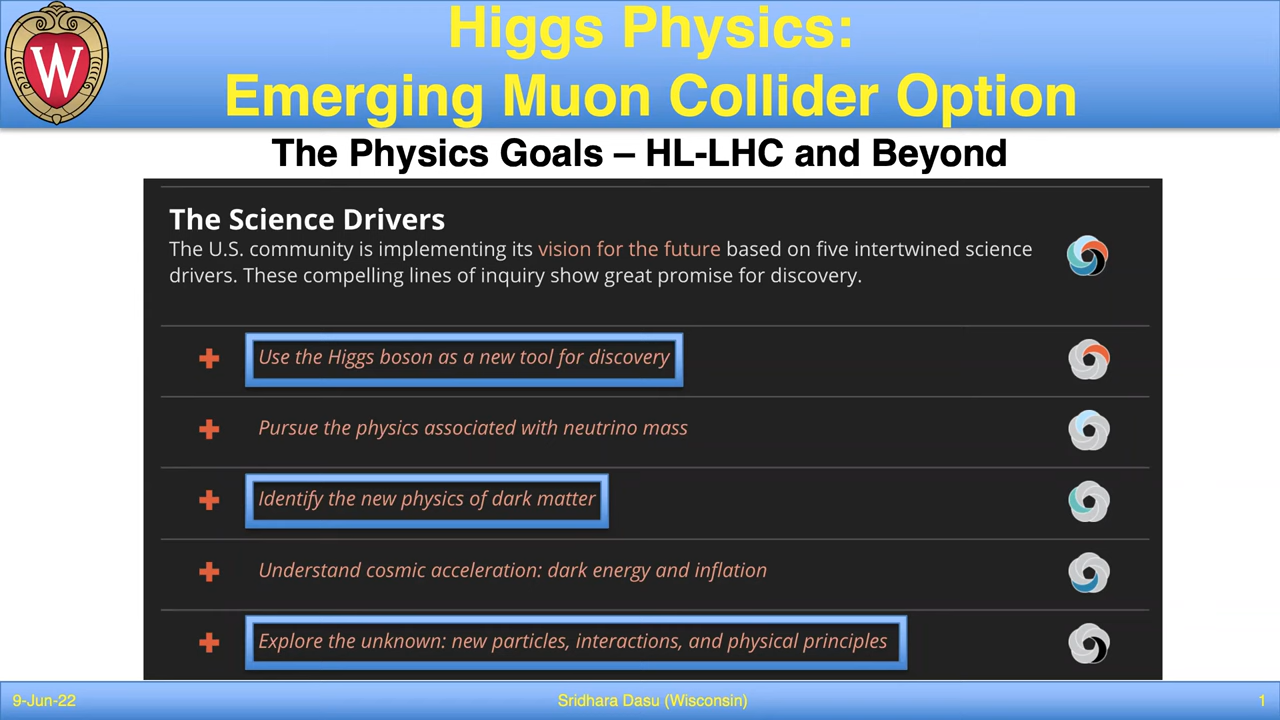 W
Higgs Physics:
Emerging Muon Collider Option
The Physics Goals – HL-LHC and Beyond
The Science Drivers
The U.S. community is implementing its vision for the future based on five intertwined science
drivers. These compelling lines of inquiry show great promise for discovery.
Use the Higgs boson as a new tool for discovery
Pursue the physics associated with neutrino mass
Identify the new physics of dark matter
Understand cosmic acceleration: dark energy and inflation
Explore the unknown: new particles, interactions, and physical principles
9-Jun-22
Sridhara Dasu (Wisconsin)
1